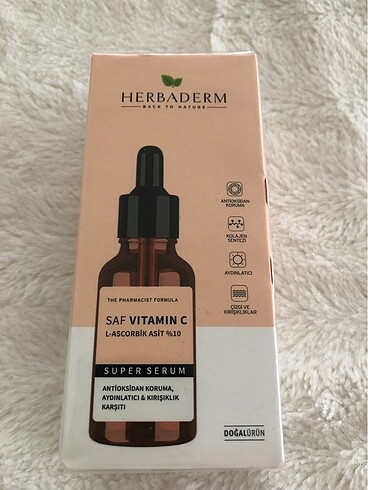 HERBADERM
BACK TO NATURE
ANTİOKSİDAN
KORUMA
KOLAJEN
SENTEZİ
AYDINLATICI
ÇİZGİ VE
KIRIŞIKLIKLAR
THE PHARMACIST FORMULA
SAF VITAMIN C
L-ASCORBİK ASİT %10
SUPER SERUM
ANTİOKSİDAN KORUMA,
AYDINLATICI & KIRIŞIKLIK
KARŞITI
DOĞALÜRÜN